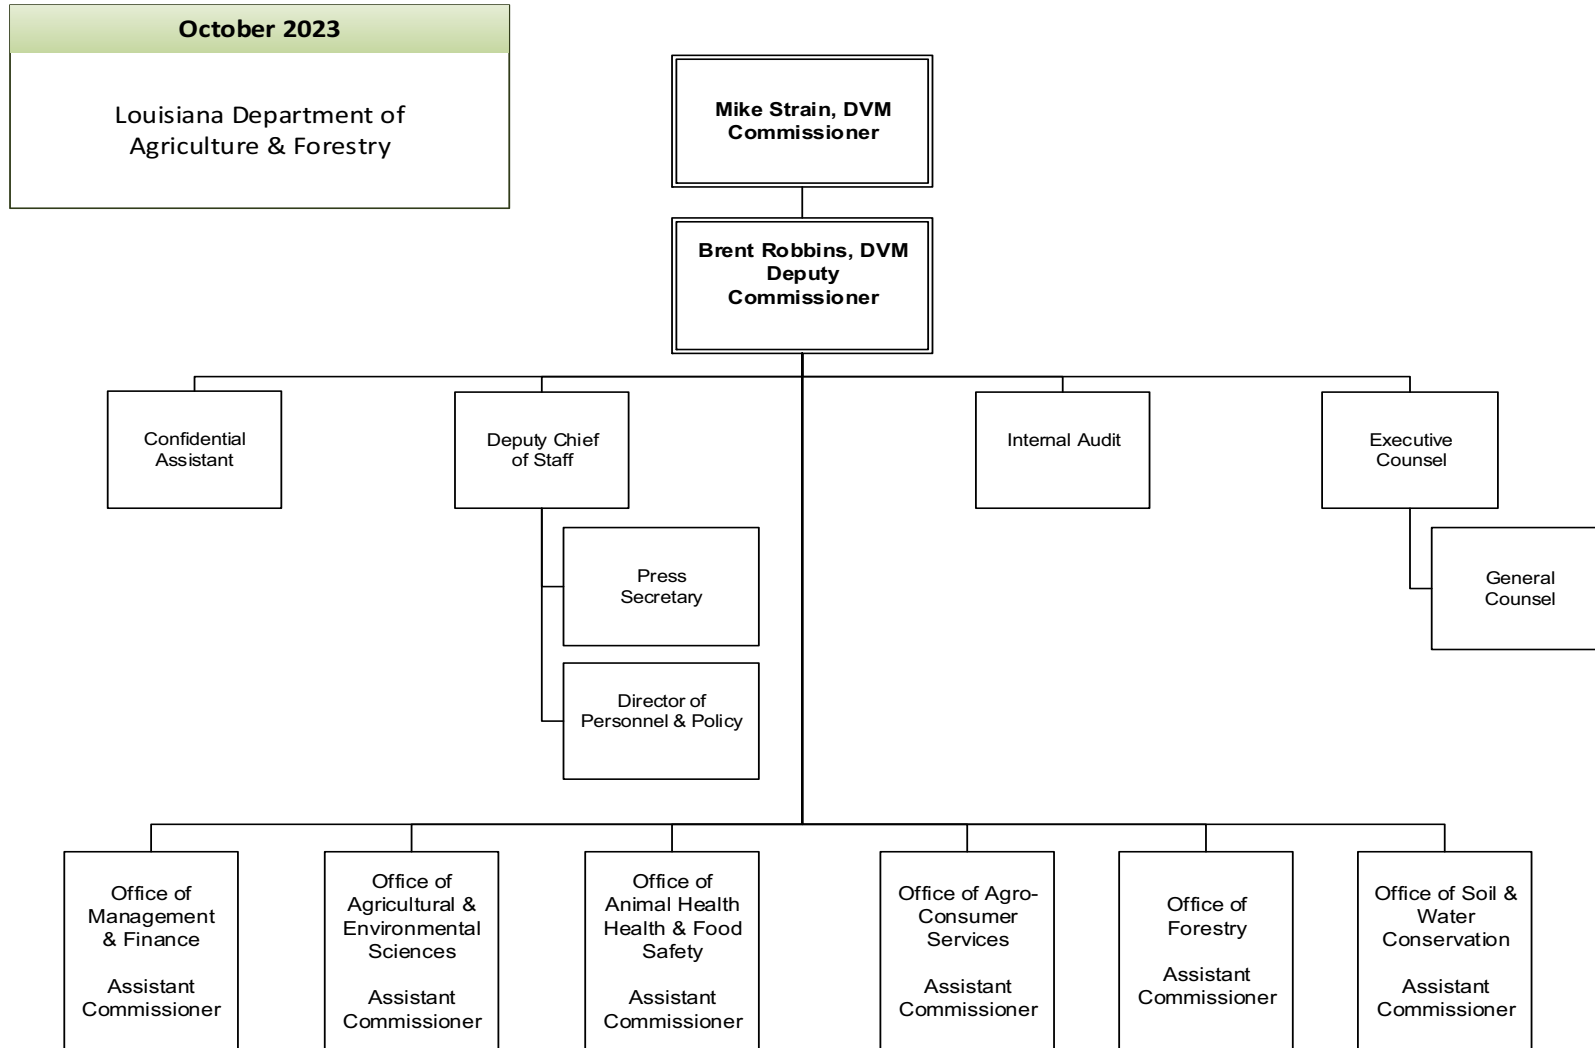 October 2023
Louisiana Department of
Agriculture & Forestry
Mike Strain, DVM
Commissioner
Brent Robbins, DVM
Deputy
Commissioner
Confidential
Assistant
Deputy Chief
of Staff
Internal Audit
Executive
Counsel
Press
Secretary
General
Counsel
Director of
Personnel & Policy
Office of
Management
& Finance
Assistant
Commissioner
Office of
Agricultural &
Environmental
Sciences
Assistant
Commissioner
Office of
Animal Health
Health & Food
Safety
Assistant
Commissioner
Office of Agro-
Consumer
Services
Assistant
Commissioner
Office of
Forestry
Assistant
Commissioner
Office of Soil &
Water
Conservation
Assistant
Commissioner